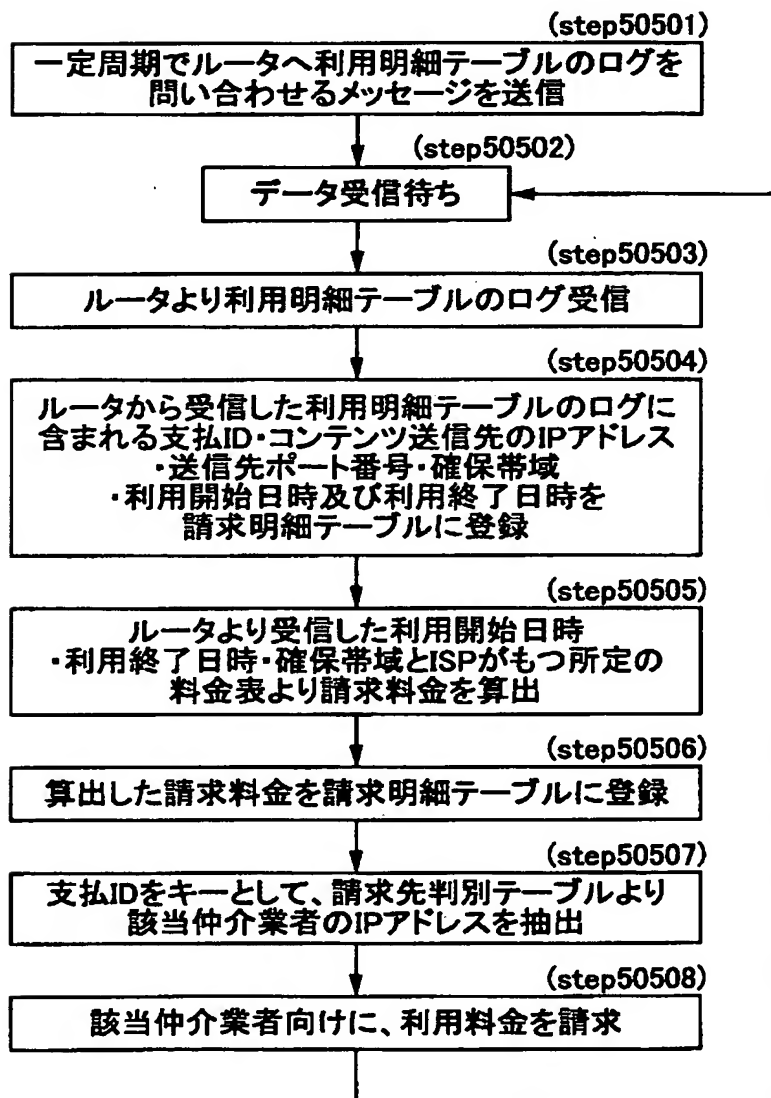 (step50501)
一定周期でルータへ利用明細テーブルのログを
問い合わせるメッセージを送信
(step50502)
データ受信待ち
(step50503)
ルータより利用明細テーブルのログ受信
(step50504)
ルータから受信した利用明細テーブルのログに
含まれる支払ID・コンテンツ送信先のIPアドレス
・送信先ポート番号・確保帯域
・利用開始日時及び利用終了日時を
請求明細テーブルに登録
(step50505)
ルータより受信した利用開始日時
・利用終了日時・確保帯域とISPがもつ所定の
料金表より請求料金を算出
(step50506)
算出した請求料金を請求明細テーブルに登録
(step50507)
支払IDをキーとして、請求先判別テーブルより
該当仲介業者のIPアドレスを抽出
(step50508)
該当仲介業者向けに、利用料金を請求